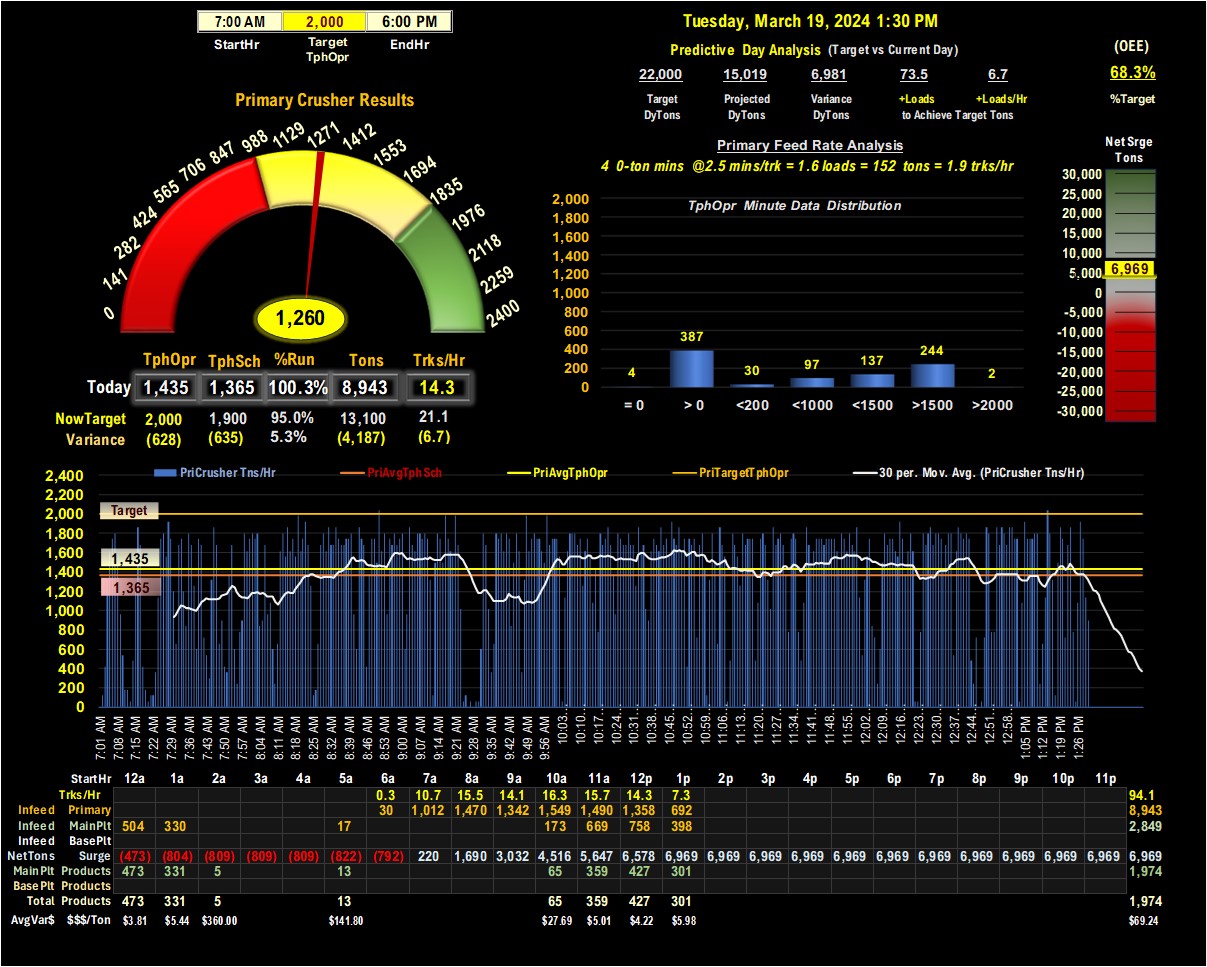 7:00 AM 2,000 6:00 PM
StartHr Target TphOpr EndHr
Tuesday, March 19, 2024 1:30 PM
Predictive Day Analysis (Target vs Current Day)
(OEE)
22,000 15,019 6,981 73.5 6.7
68.3%
Target DyTons Projected DyTons Variance DyTons +Loads +Loads/Hr
to Achieve Target Tons
%Target
Primary Crusher Results
0 141 282 424 565 706 847 988 1129 1271 1412 1553 1694 1835 1976 2118 2259 2400
1,260
TphOpr TphSch %Run Tons Trks/Hr
Today 1,435 1,365 100.3% 8,943 14.3
NowTarget 2,000 1,900 95.0% 13,100 21.1
Variance (628) (635) 5.3% (4,187) (6.7)
Primary Feed Rate Analysis
4 0-ton mins @2.5 mins/trk = 1.6 loads = 152 tons = 1.9 trks/hr
TphOpr Minute Data Distribution
2,000
1,800
1,600
1,400
1,200
1,000
800
600
400
200
0
4 387 30 97 137 244 2
= 0 > 0 <200 <1000 <1500 >1500 >2000
Net Srge
Tons
30,000
25,000
20,000
15,000
10,000
5,000
6,969
0
-5,000
-10,000
-15,000
-20,000
-25,000
-30,000
PriCrusher Tns/Hr PriAvgTphSch PriAvgTphOpr PriTargetTphOpr 30 per. Mov. Avg. (PriCrusher Tns/Hr)
2,400
2,200
2,000
1,800
1,600
1,400
1,200
1,000
800
600
400
200
0
Target
1,435
1,365
7:01 AM 7:08 AM 7:15 AM 7:22 AM 7:29 AM 7:36 AM 7:43 AM 7:50 AM 7:57 AM 8:04 AM 8:11 AM 8:18 AM 8:25 AM 8:32 AM 8:39 AM 8:46 AM 8:53 AM 9:00 AM 9:07 AM 9:14 AM 9:21 AM 9:28 AM 9:35 AM 9:42 AM 9:49 AM 9:56 AM 10:03... 10:10... 10:17... 10:24... 10:31... 10:38... 10:45... 10:52... 10:59... 11:06... 11:13... 11:20... 11:27... 11:34... 11:41... 11:48... 11:55... 12:02... 12:09... 12:16... 12:23... 12:30... 12:37... 12:44... 12:51... 12:58... 1:05 PM 1:12 PM 1:19 PM 1:26 PM
StartHr 12a 1a 2a 3a 4a 5a 6a 7a 8a 9a 10a 11a 12p 1p 2p 3p 4p 5p 6p 7p 8p 9p 10p 11p
Trks/Hr 0.3 10.7 15.5 14.1 16.3 15.7 14.3 7.3 94.1
Infeed Primary 30 1,012 1,470 1,342 1,549 1,490 1,358 692 8,943
Infeed MainPlt 504 330 17 173 669 758 398 2,849
Infeed BasePlt
NetTons Surge (473) (804) (809) (809) (809) (822) (792) 220 1,690 3,032 4,516 5,647 6,578 6,969 6,969 6,969 6,969 6,969 6,969 6,969 6,969 6,969 6,969 6,969 6,969
MainPlt Products 473 331 5 13 65 359 427 301 1,974
BasePlt Products
Total Products 473 331 5 13 65 359 427 301 1,974
AvgVar$ $$$/Ton $3.81 $5.44 $360.00 $141.80 $27.69 $5.01 $4.22 $5.98 $69.24